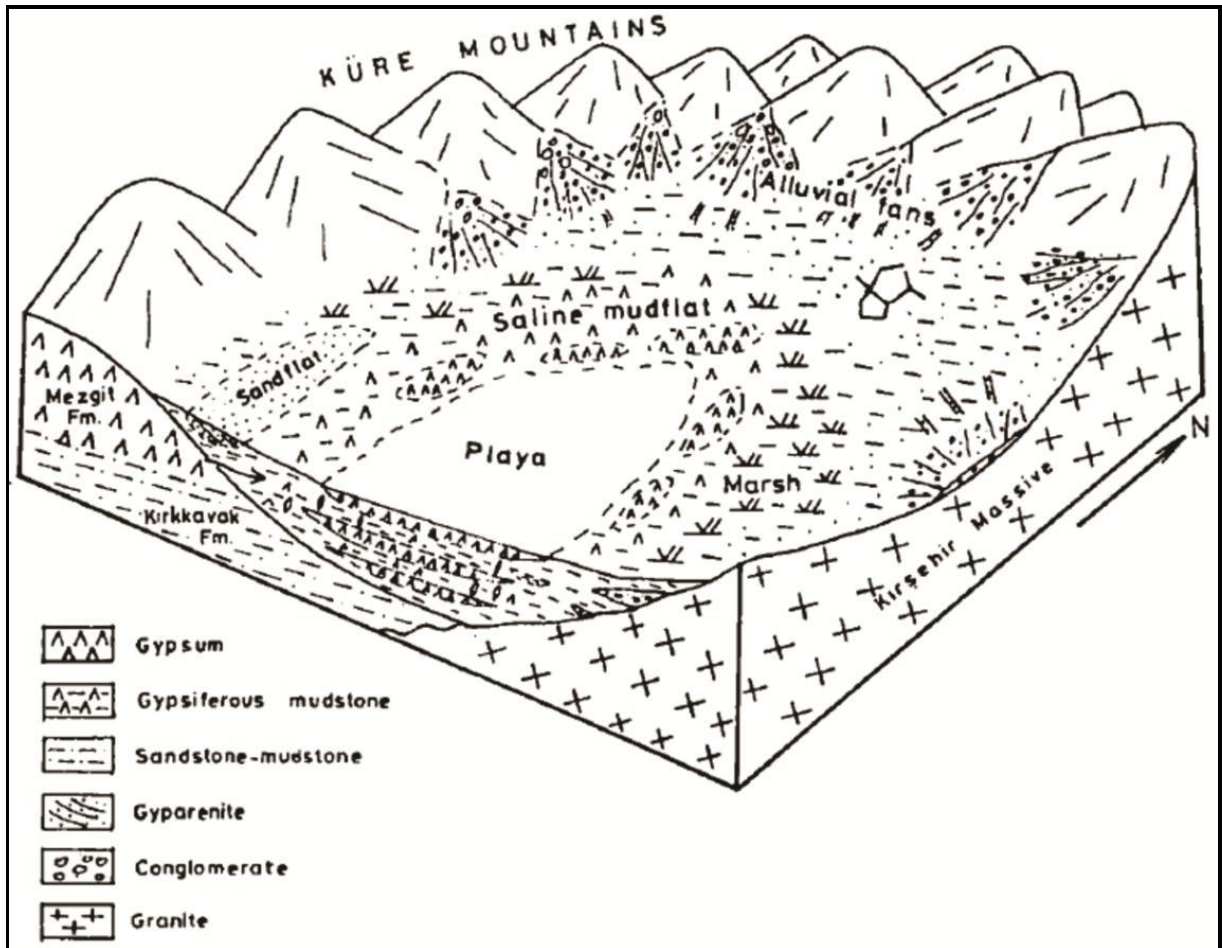 KÜRE MOUNTAINS
Alluvial fans
Saline mudflat
Sandflat
Mezgit
Fm.
Playa
Marsh
N
Kırkkavak
Fm.
Kırşehir Massive
Gypsum
Gypsiferous mudstone
Sandstone-mudstone
Gyparenite
Conglomerate
Granite